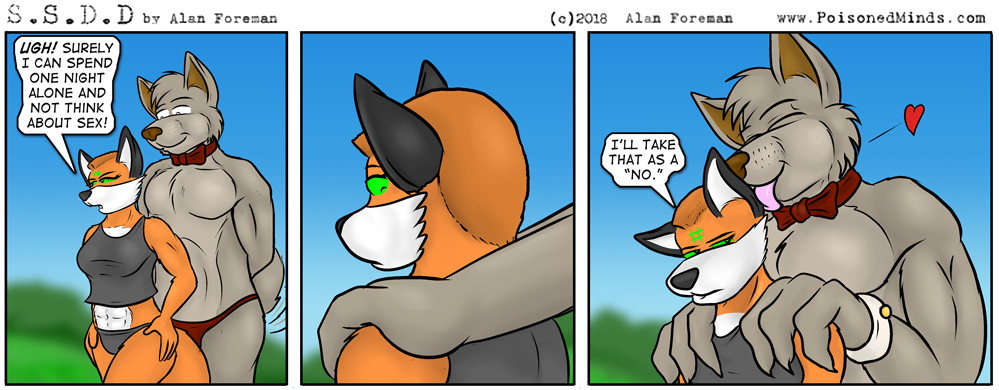 S.S.D.D by Alan Foreman (c)2018 Alan Foreman www.PoisonedMinds.com
UGH! SURELY
I CAN SPEND
ONE NIGHT
ALONE AND
NOT THINK
ABOUT SEX!
I'LL TAKE
THAT AS A
"NO."